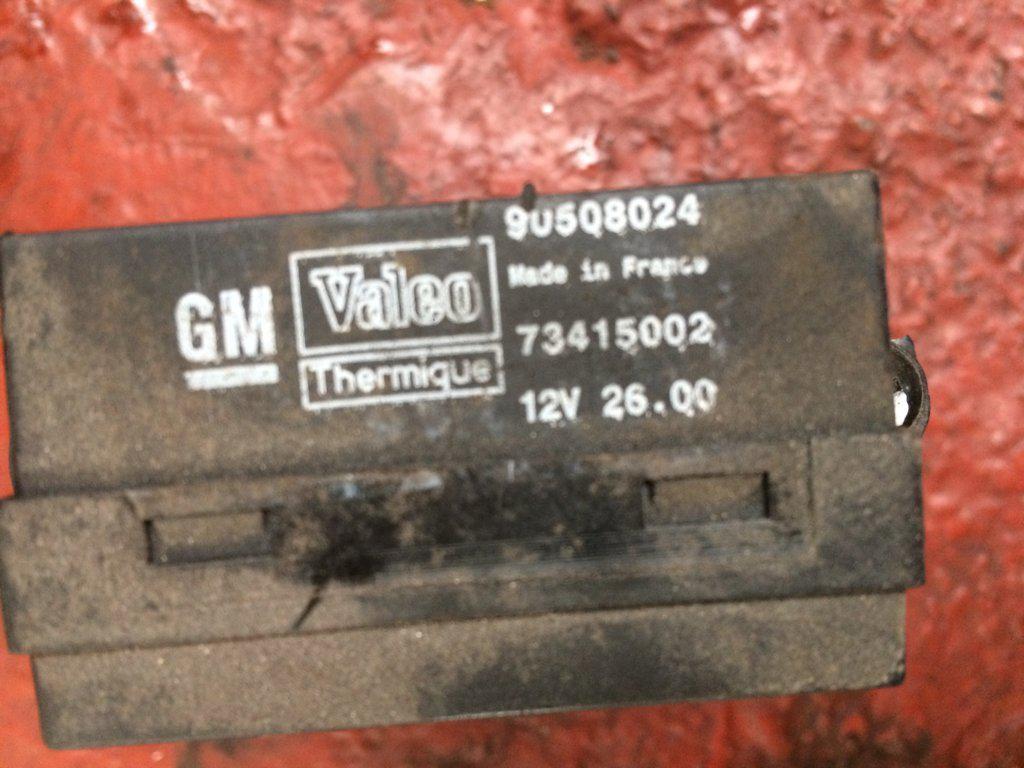 GM
Valeo
Thermique
90508024
Made in France
73415002
12V 26.00